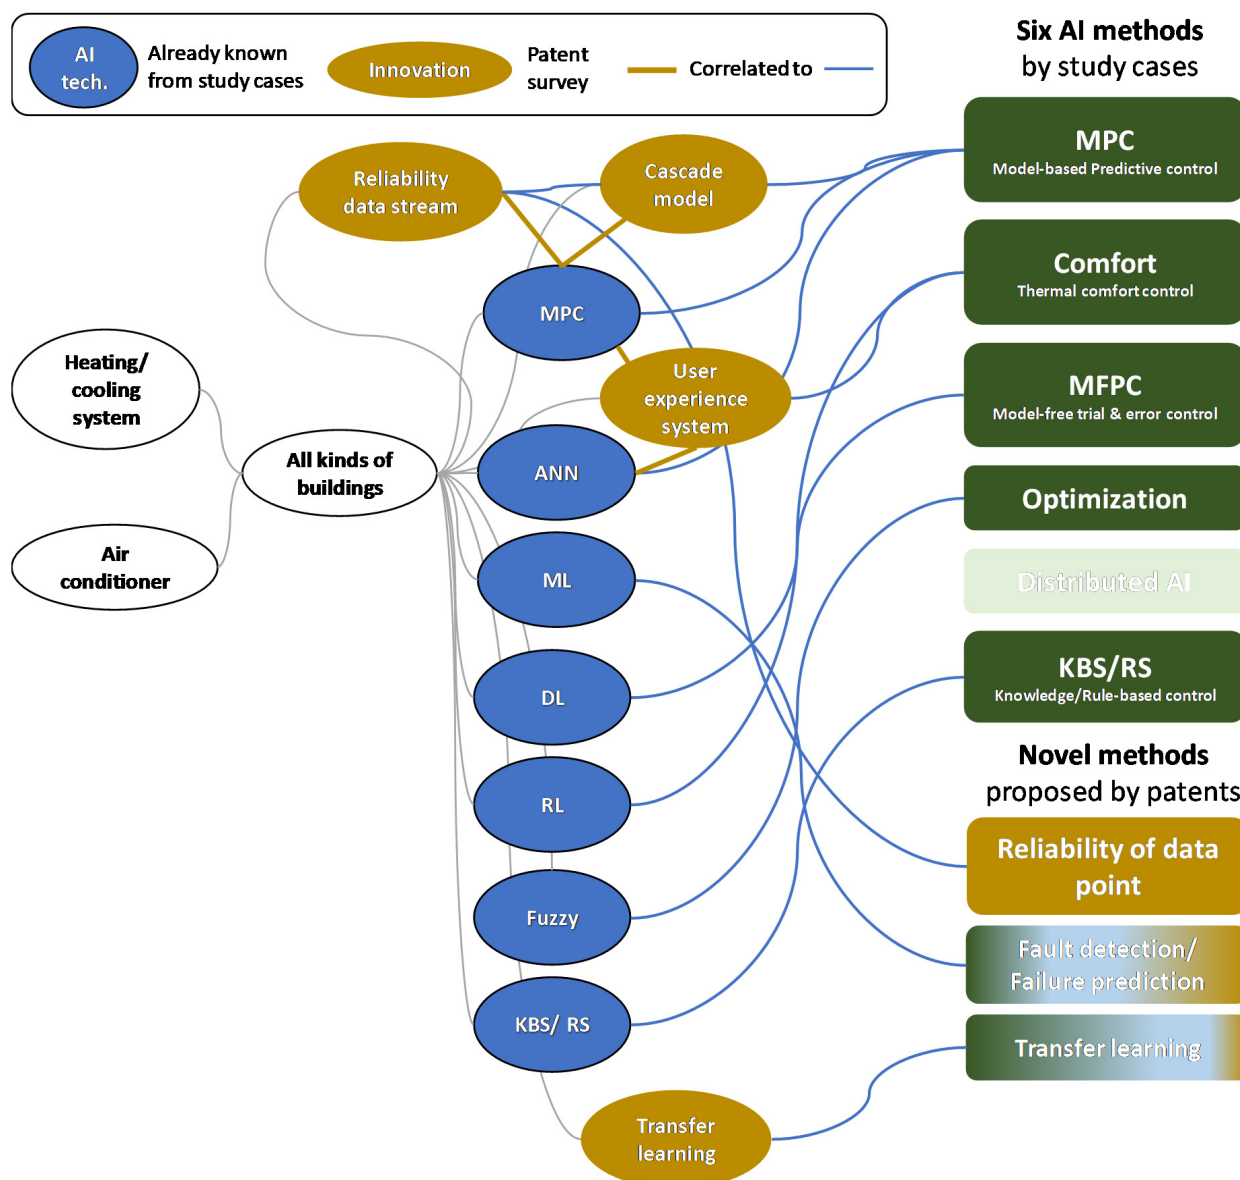 AI
tech.
Already known
from study cases
Innovation
Patent
survey
Correlated to
Six AI methods
by study cases
MPC
Model-based Predictive control
Comfort
Thermal comfort control
MFPC
Model-free trial & error control
Optimization
Distributed AI
KBS/RS
Knowledge/Rule-based control
Novel methods
proposed by patents
Reliability of data
point
Fault detection/
Failure prediction
Transfer learning
Reliability
data stream
Cascade
model
MPC
User
experience
system
ANN
ML
DL
RL
Fuzzy
KBS/ RS
Transfer
learning
Heating/
cooling
system
All kinds of
buildings
Air
conditioner